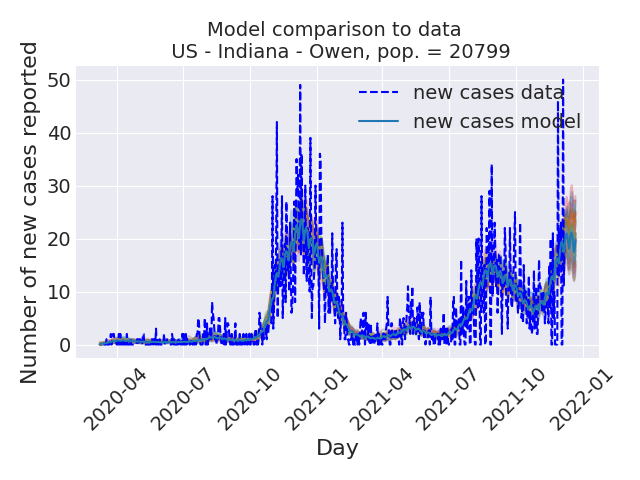 Model comparison to data
US - Indiana - Owen, pop. = 20799
Number of new cases reported
50
40
30
20
10
0
new cases data
new cases model
2020-04
2020-07
2020-10
2021-01
2021-04
2021-07
2021-10
2022-01
Day